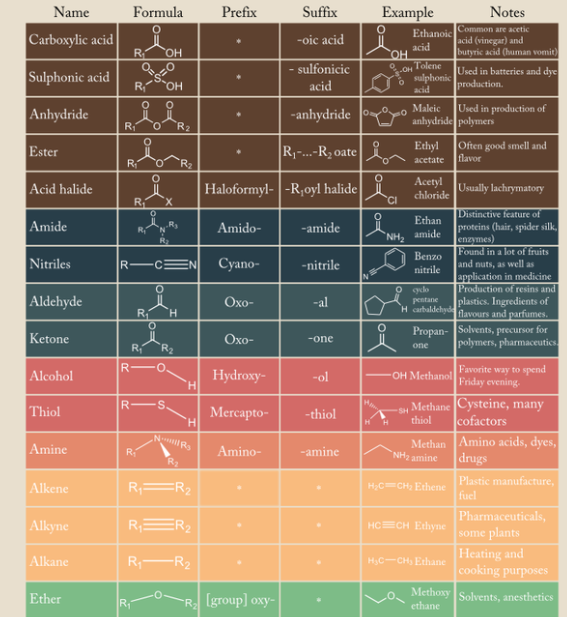 Name Formula Prefix Suffix Example Notes
Carboxylic acid O R₁ OH * -oic acid O OH Ethanoic acid Common are acetic acid (vinegar) and butyric acid (human vomit)
Sulphonic acid O O S R₁ OH * - sulfonicic acid O S OH O Tolene sulphonic acid Used in batteries and dye production.
Anhydride O O R₁ O R₂ * -anhydride O O O Maleic anhydride Used in production of polymers
Ester O R₁ O R₂ * R₁-...-R₂ oate O O Ethyl acetate Often good smell and flavor
Acid halide O R₁ X Haloformyl- -R₁oyl halide O Cl Acetyl chloride Usually lachrymatory
Amide O R₁ N R₃ R₂ Amido- -amide O NH₂ Ethan amide Distinctive feature of proteins (hair, spider silk, enzymes)
Nitriles R C N Cyano- -nitrile N Benzo nitrile Found in a lot of fruits and nuts, as well as application in medicine
Aldehyde O R₁ H Oxo- -al O H cyclo pentane carbaldehyde Production of resins and plastics. Ingredients of flavours and parfumes.
Ketone O R₁ R₂ Oxo- -one O Propan-one Solvents, precursor for polymers, pharmaceutics.
Alcohol R O H Hydroxy- -ol OH Methanol Favorite way to spend Friday evening.
Thiol R S H Mercapto- -thiol H H H SH Methane thiol Cysteine, many cofactors
Amine R₁ N R₃ R₂ Amino- -amine NH₂ Methan amine Amino acids, dyes, drugs
Alkene R₁ R₂ * * H₃C CH₂ Ethene Plastic manufacture, fuel
Alkyne R₁ R₂ * * HC CH Ethyne Pharmaceuticals, some plants
Alkane R₁ R₂ * * H₃C CH₃ Ethane Heating and cooking purposes
Ether R₁ O R₂ [group] oxy- * O Methoxy ethane Solvents, anesthetics